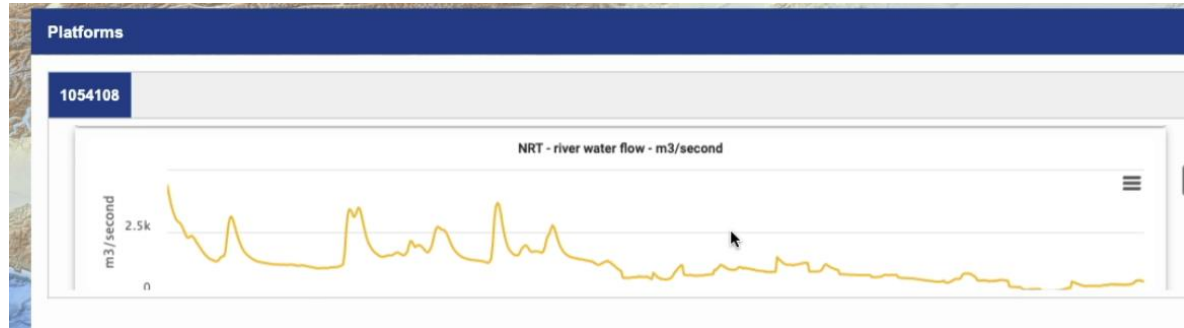 Platforms
1054108
NRT - river water flow - m3/second
m3/second
2.5k
0